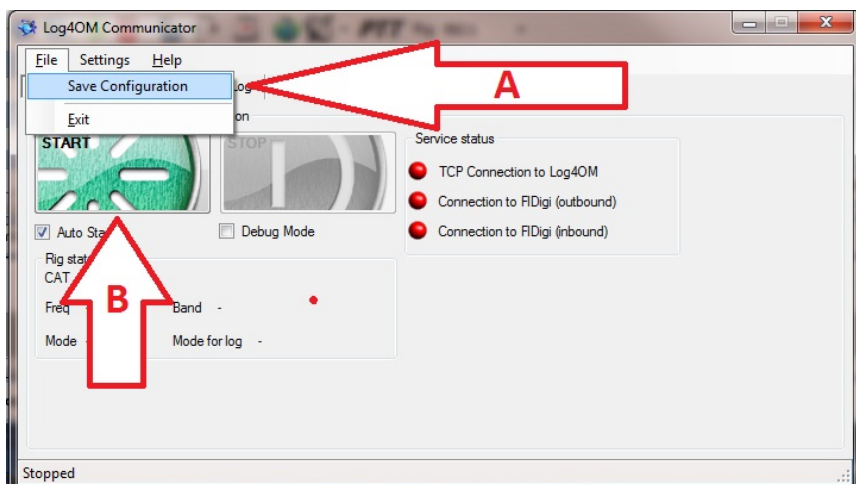 Log4OM Communicator
PTT
File Settings Help
Save Configuration
Log
A
Exit
on
START
STOP
Service status
TCP Connection to Log4OM
Connection to FlDigi (outbound)
Connection to FlDigi (inbound)
Auto Sta
Debug Mode
Rig stat
CAT
B
Freq - Band -
Mode - Mode for log -
Stopped